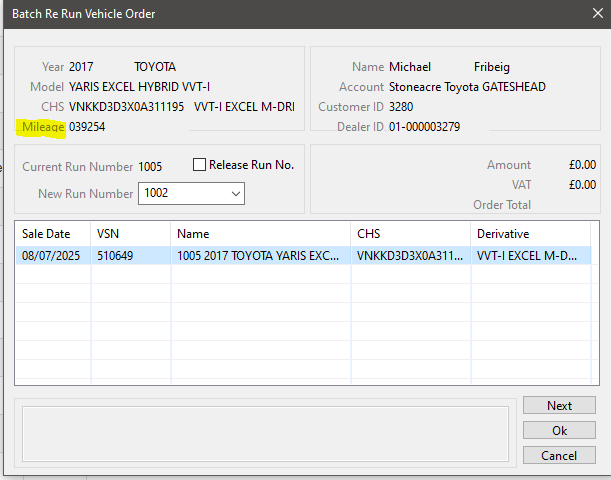 Batch Re Run Vehicle Order
Year 2017 TOYOTA
Model YARIS EXCEL HYBRID VVT-I
CHS VNKKD3D3X0A311195 VVT-I EXCEL M-DRI
Mileage 039254
Name Michael Fribeig
Account Stoneacre Toyota GATESHEAD
Customer ID 3280
Dealer ID 01-000003279
Current Run Number 1005 Release Run No.
New Run Number 1002
Amount £0.00
VAT £0.00
Order Total
Sale Date VSN Name CHS Derivative
08/07/2025 510649 1005 2017 TOYOTA YARIS EXC... VNKKD3D3X0A311... VVT-I EXCEL M-D...
Next
Ok
Cancel